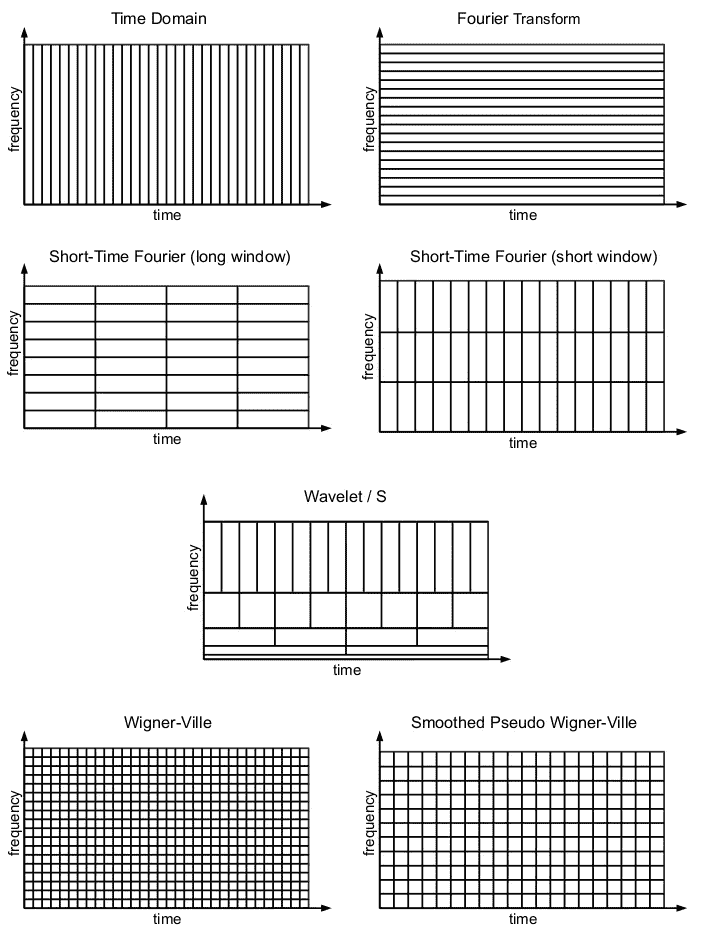 Time Domain
Fourier Transform
frequency
frequency
time
time
Short-Time Fourier (long window)
Short-Time Fourier (short window)
frequency
frequency
time
time
Wavelet / S
frequency
time
Wigner-Ville
Smoothed Pseudo Wigner-Ville
frequency
frequency
time
time